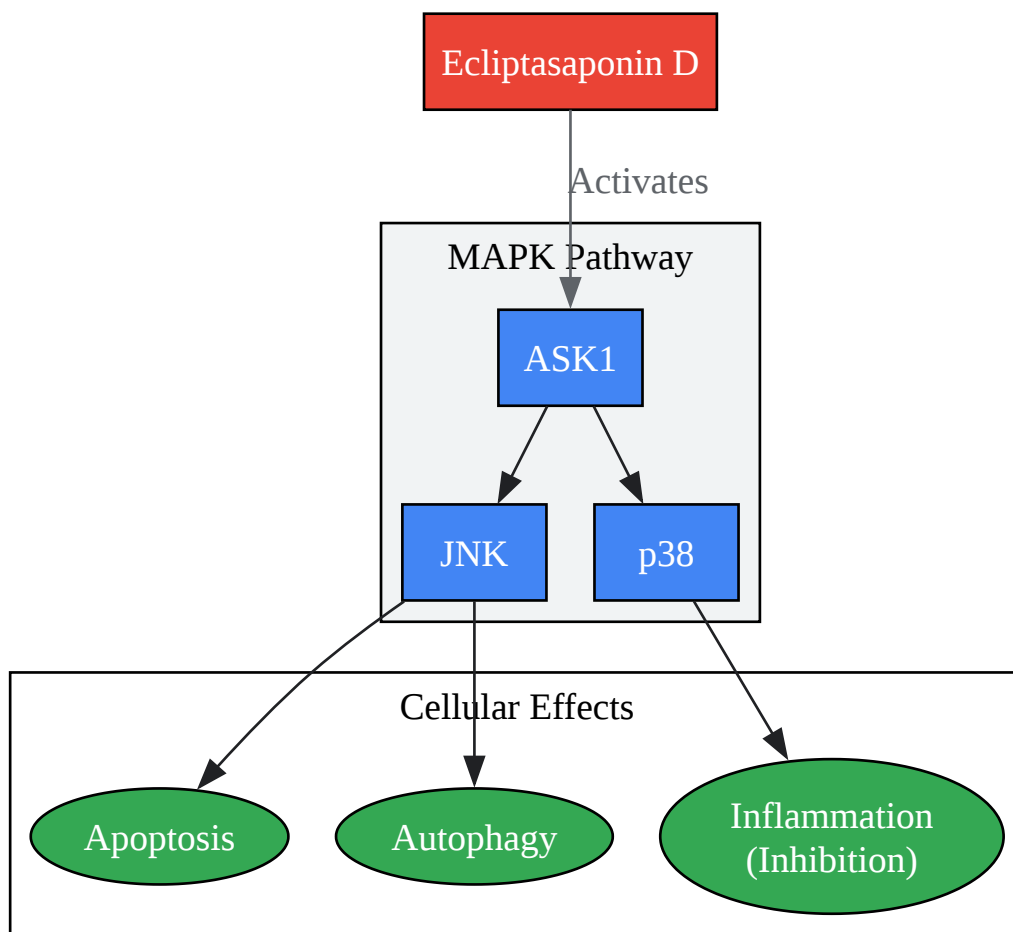 Ecliptasaponin D
Activates
MAPK Pathway
ASK1
JNK
p38
Cellular Effects
Apoptosis
Autophagy
Inflammation
(Inhibition)